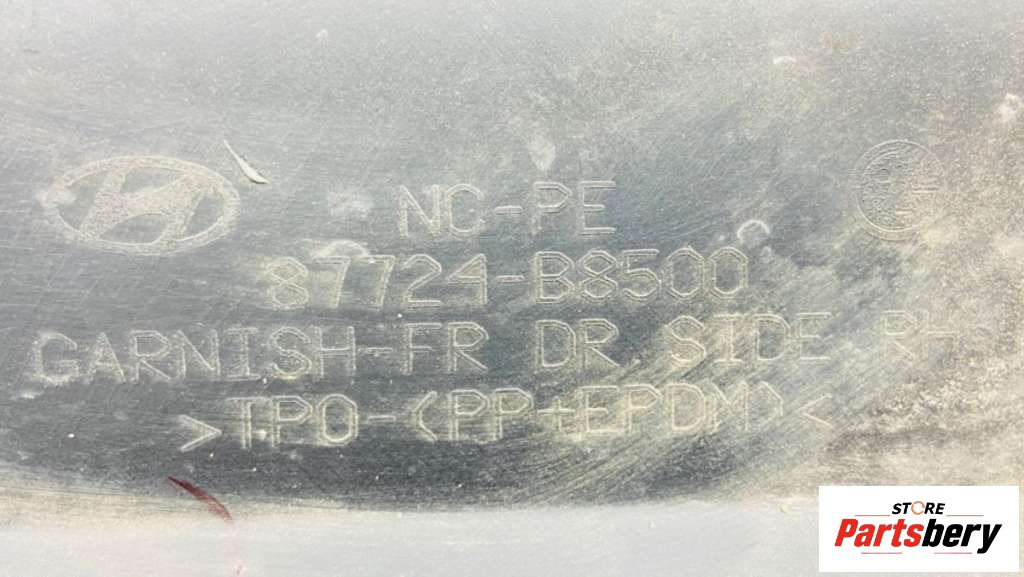 NC-PE
87724-B8500
GARNISH-FR DR SIDE RH
>TPO-(PP+EPDM)<
STORE
Partsbery